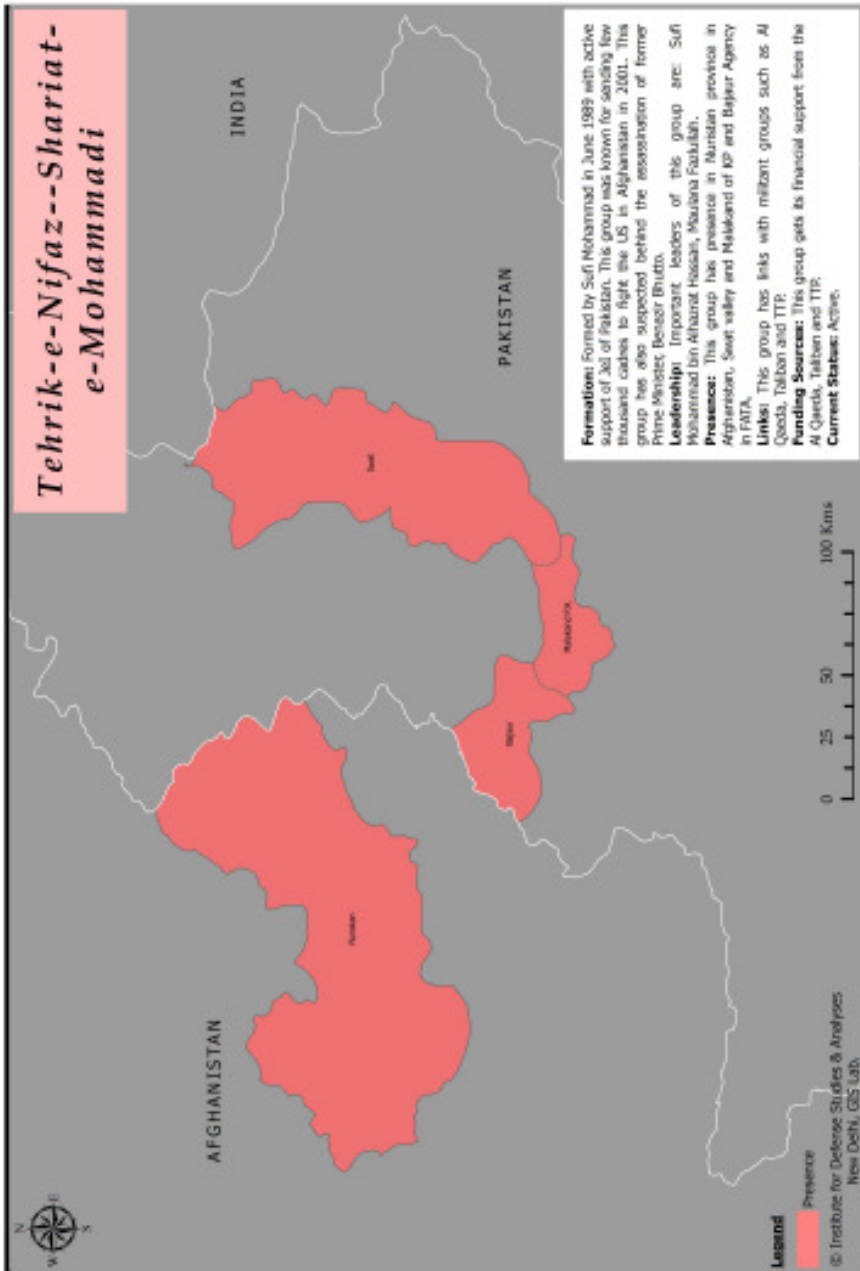 Tehrik-e-Nifaz--Shariat-
e-Mohammadi
N
W
E
S
INDIA
AFGHANISTAN
PAKISTAN
Swat
Nuristan
Bajaur
Formation: Formed by Sufi Mohammad in June 1989 with active
support of JeI of Pakistan. This group was known for sending few
thousand cadres to fight the US in Afghanistan in 2001. This
group has also suspected behind the assassination of former
Prime Minister, Benazir Bhutto.
Leadership: Important leaders of this group are: Sufi
Mohammad bin Alhazrat Hassan, Maulana Fazlullah.
Presence: This group has presence in Nuristan province in
Afghanistan, Swat valley and Malakand of KP and Bajaur Agency
in FATA.
Links: This group has links with militant groups such as Al
Qaeda, Taliban and TTP.
Funding Sources: This group gets its financial support from the
Al Qaeda, Taliban and TTP.
Current Status: Active.
Legend
Presence
0 25 50 100 Kms
© Institute for Defense Studies & Analyses
New Delhi, GIS Lab.